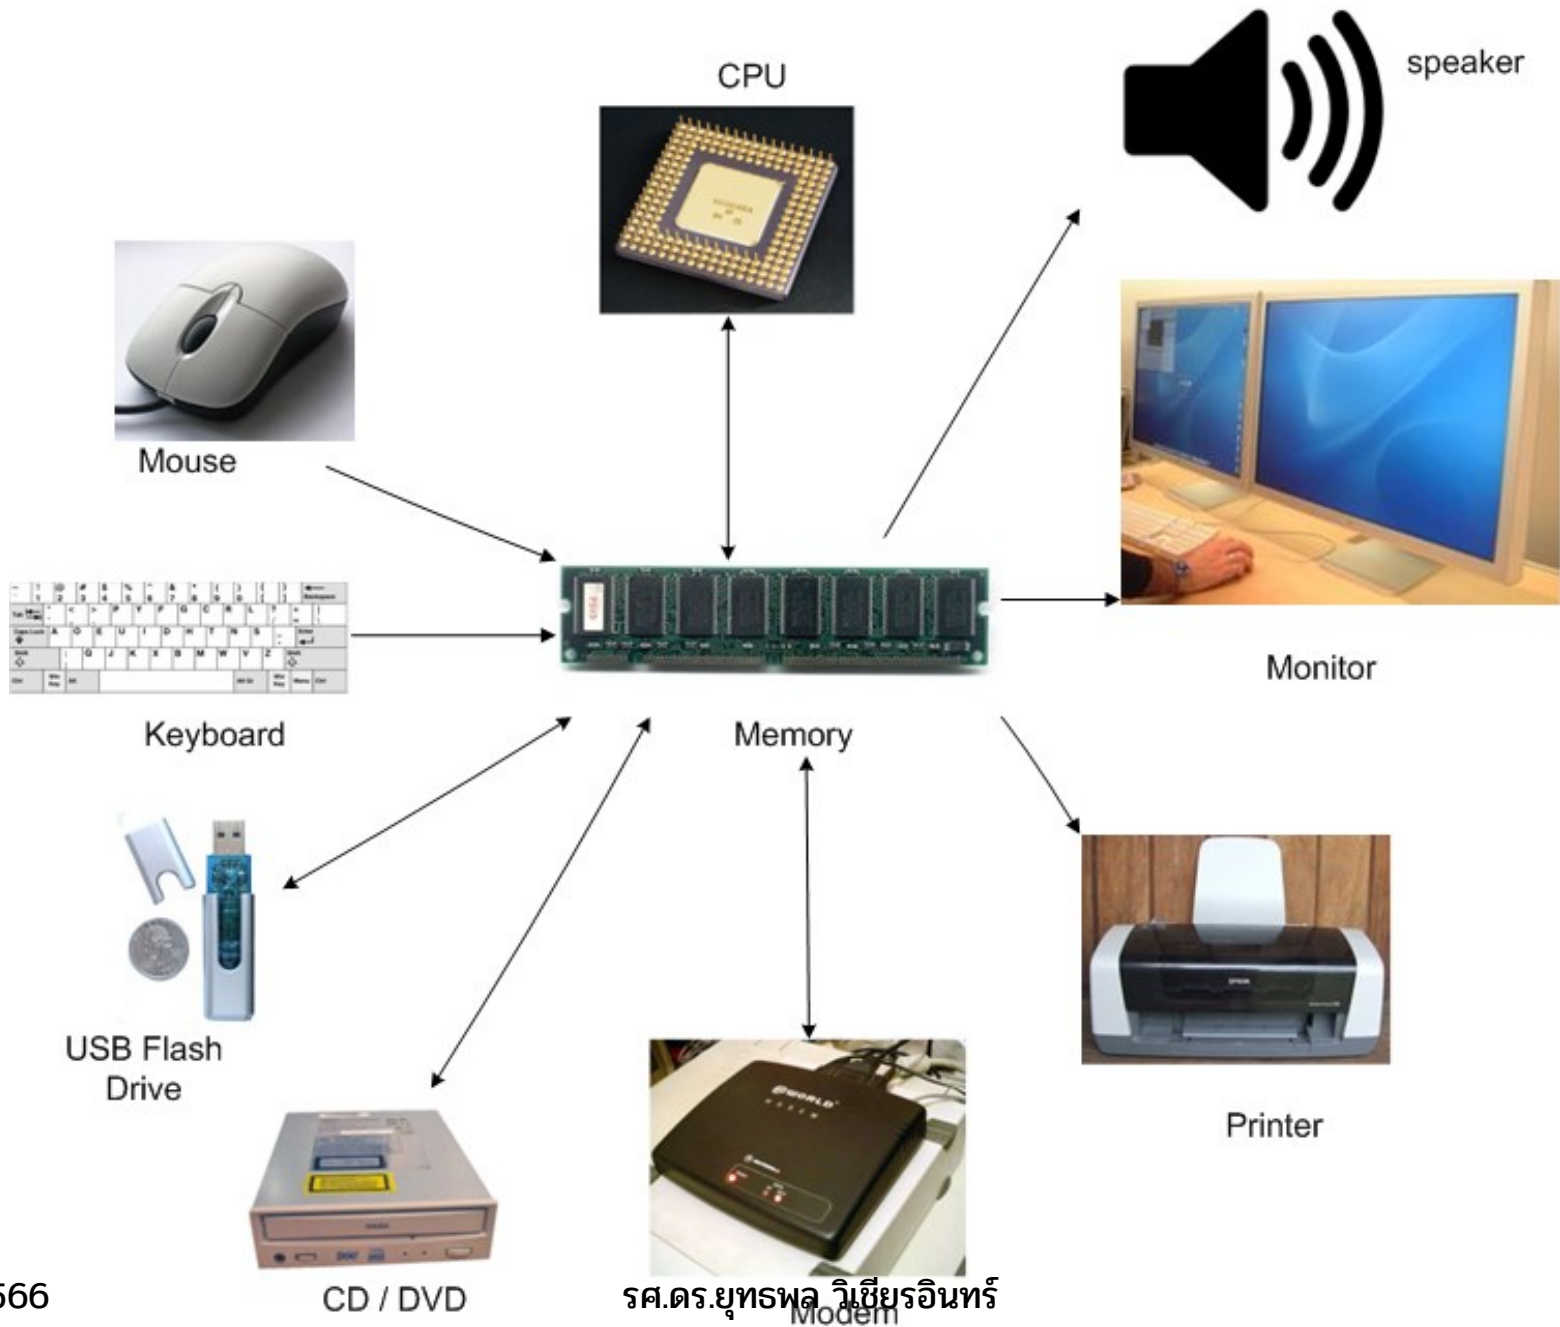 CPU
speaker
Mouse
Monitor
Keyboard
Memory
USB Flash
Drive
Printer
CD / DVD
Modem
566
รศ.ดร.ยุทธพล วิเชียรอินทร์